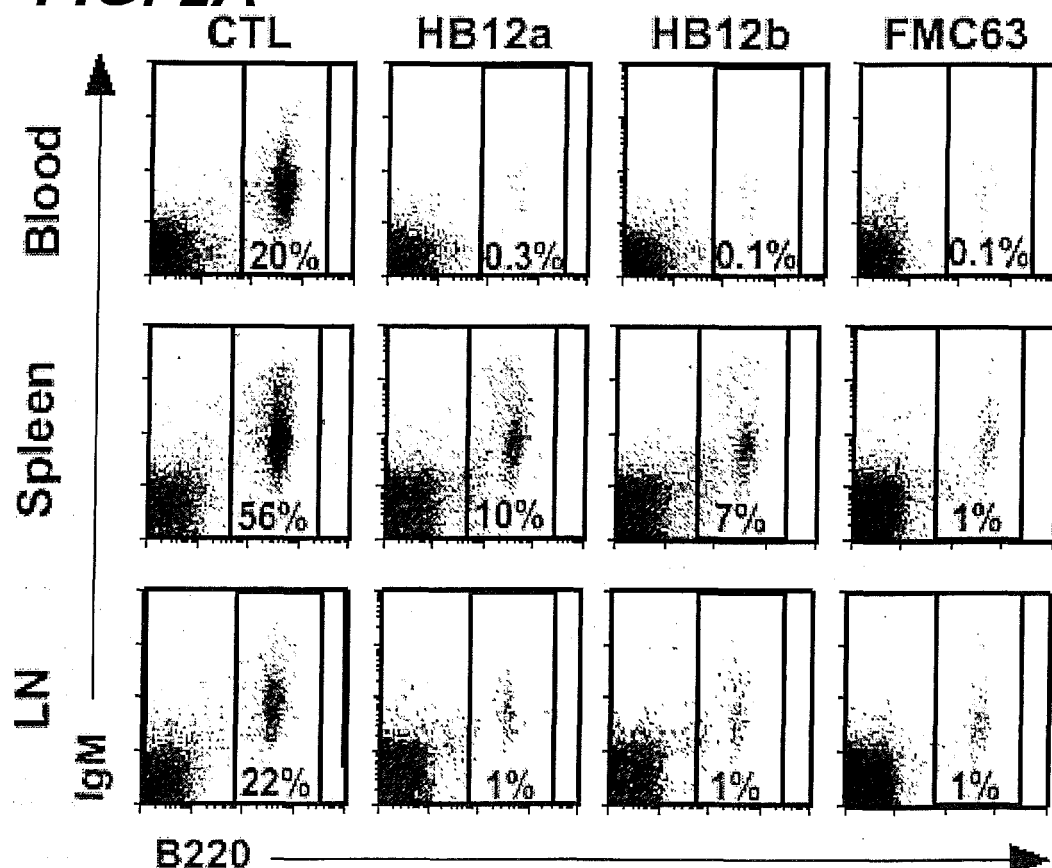 CTL HB12a HB12b FMC63
Blood
20% 0.3% 0.1% 0.1%
Spleen
56% 10% 7% 1%
LN
22% 1% 1% 1%
IgM
B220